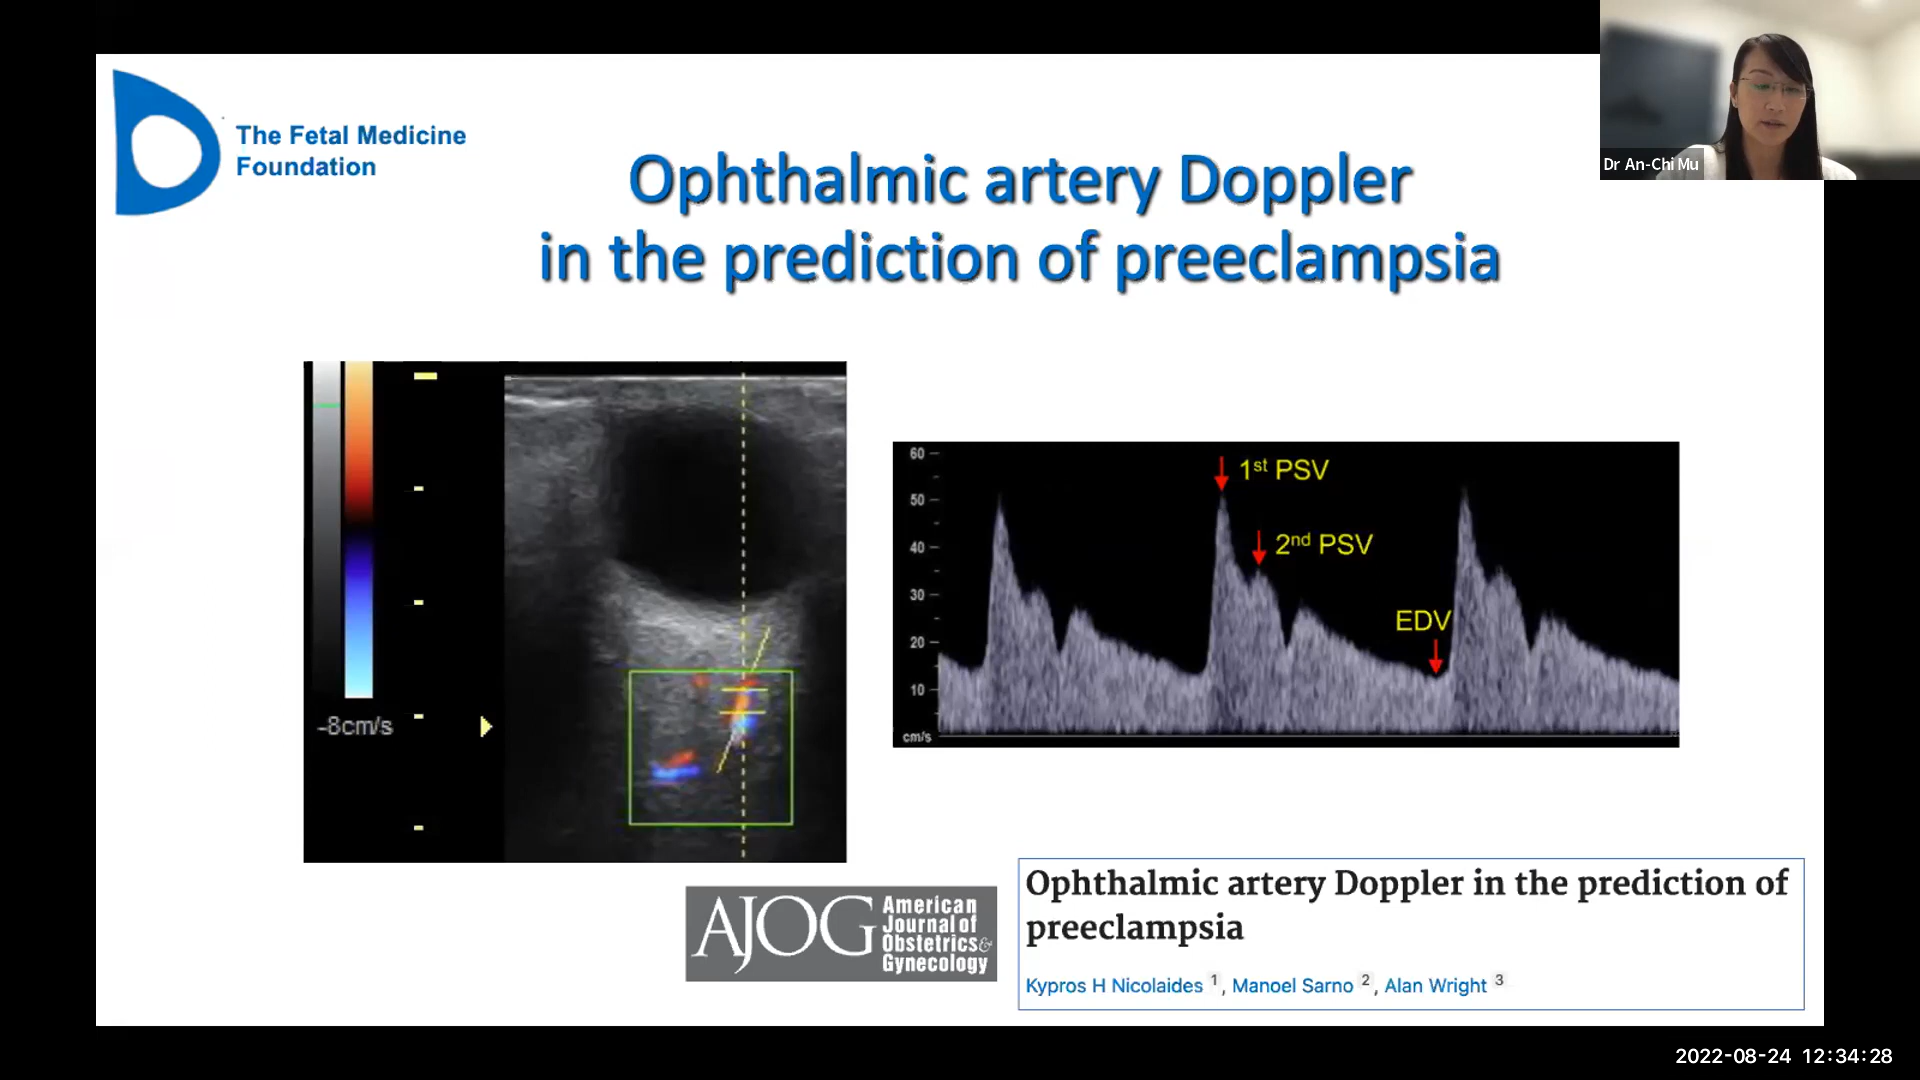 The Fetal Medicine
Foundation
Ophthalmic artery Doppler
in the prediction of preeclampsia
Dr An-Chi Mu
-8cm/s
60
50
40
30
20
10
cm/s
1st PSV
2nd PSV
EDV
AJOG
American
Journal of
Obstetrics&
Gynecology
Ophthalmic artery Doppler in the prediction of
preeclampsia
Kypros H Nicolaides 1, Manoel Sarno 2, Alan Wright 3
2022-08-24 12:34:28